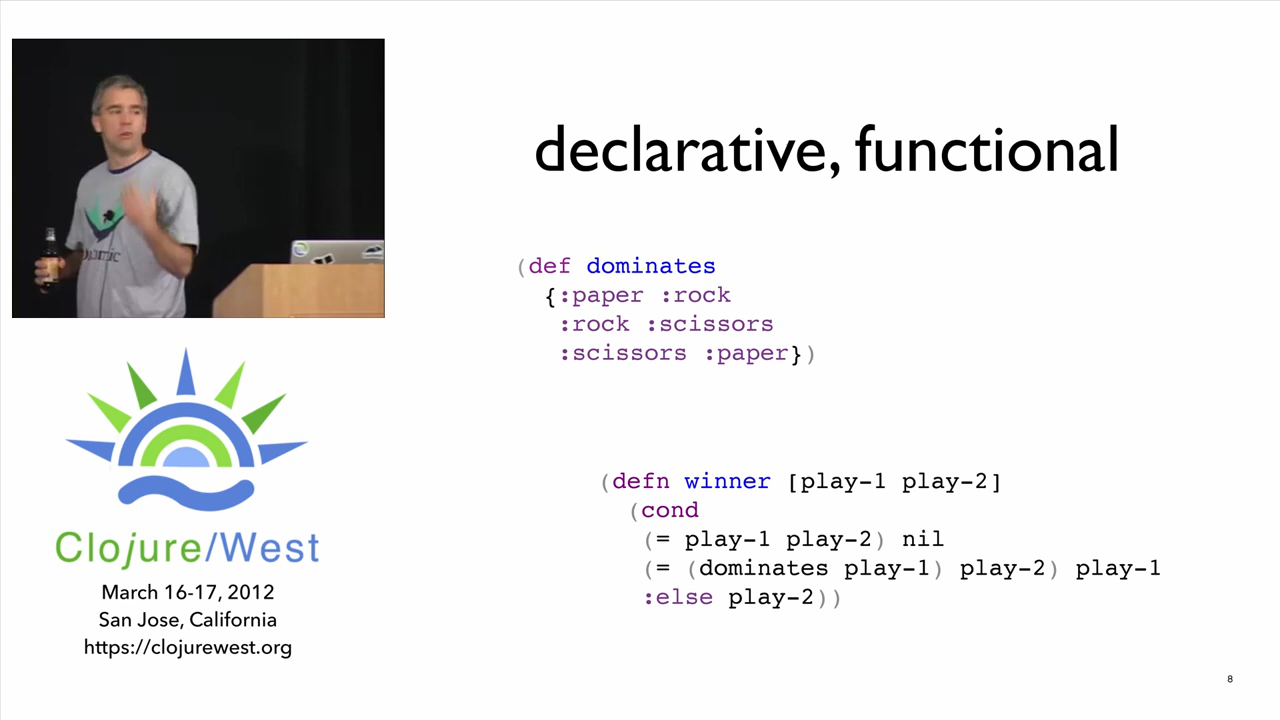 declarative, functional
(def dominates
{:paper :rock
:rock :scissors
:scissors :paper})
(defn winner [play-1 play-2]
(cond
(= play-1 play-2) nil
(= (dominates play-1) play-2) play-1
:else play-2))
Clojure/West
March 16-17, 2012
San Jose, California
https://clojurewest.org
8